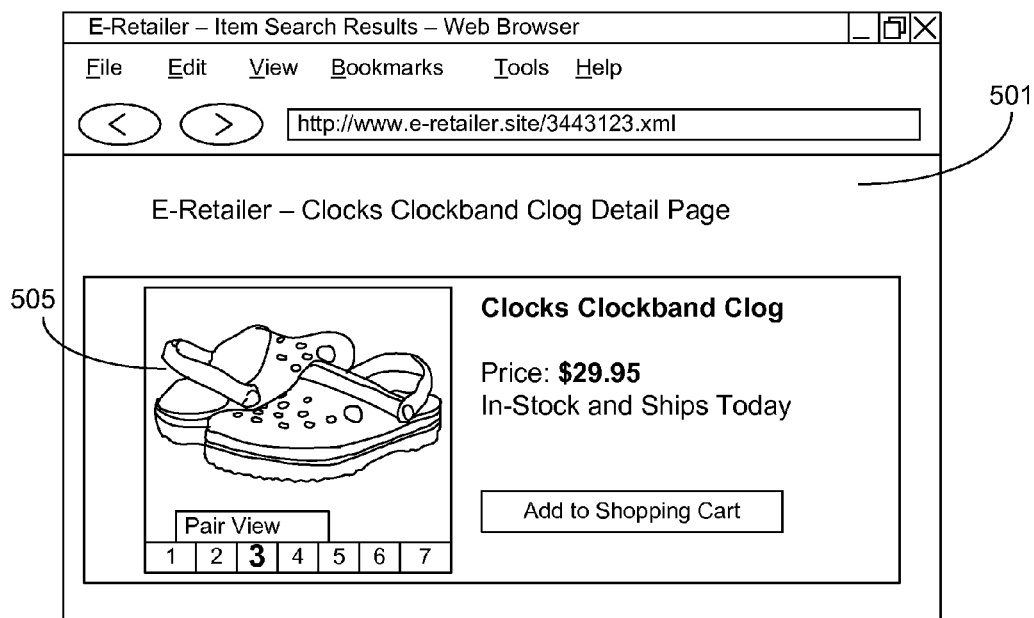 E-Retailer – Item Search Results – Web Browser
File Edit View Bookmarks Tools Help
http://www.e-retailer.site/3443123.xml
501
E-Retailer – Clocks Clockband Clog Detail Page
505
Clocks Clockband Clog
Price: $29.95
In-Stock and Ships Today
Add to Shopping Cart
Pair View
1 2 3 4 5 6 7